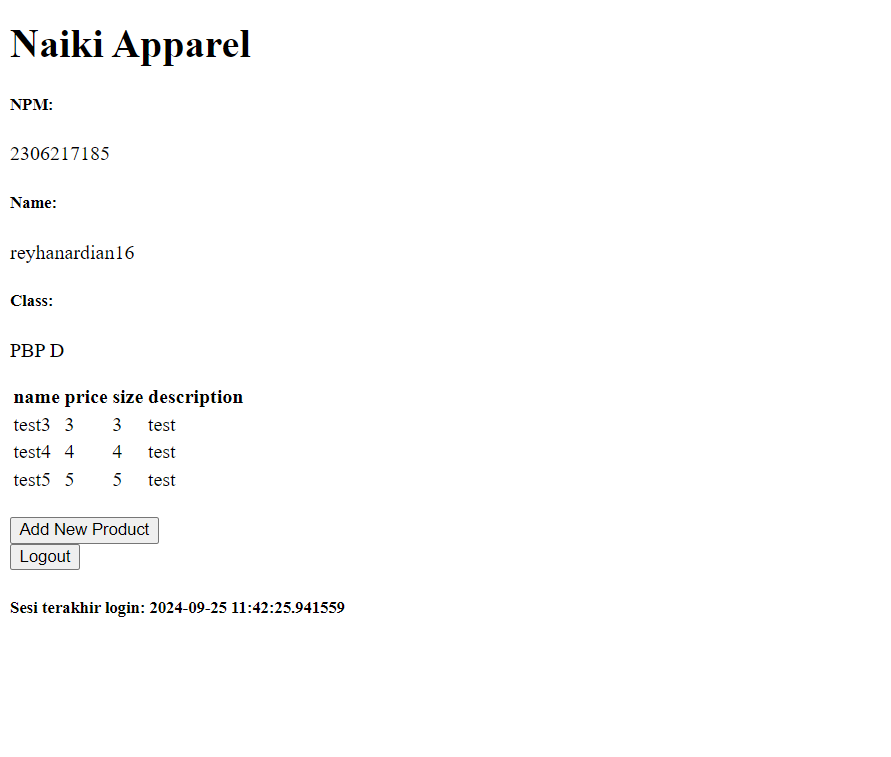 Naiki Apparel
NPM:
2306217185
Name:
reyhanardian16
Class:
PBP D
name price size description
test3 3 3 test
test4 4 4 test
test5 5 5 test
Add New Product
Logout
Sesi terakhir login: 2024-09-25 11:42:25.941559